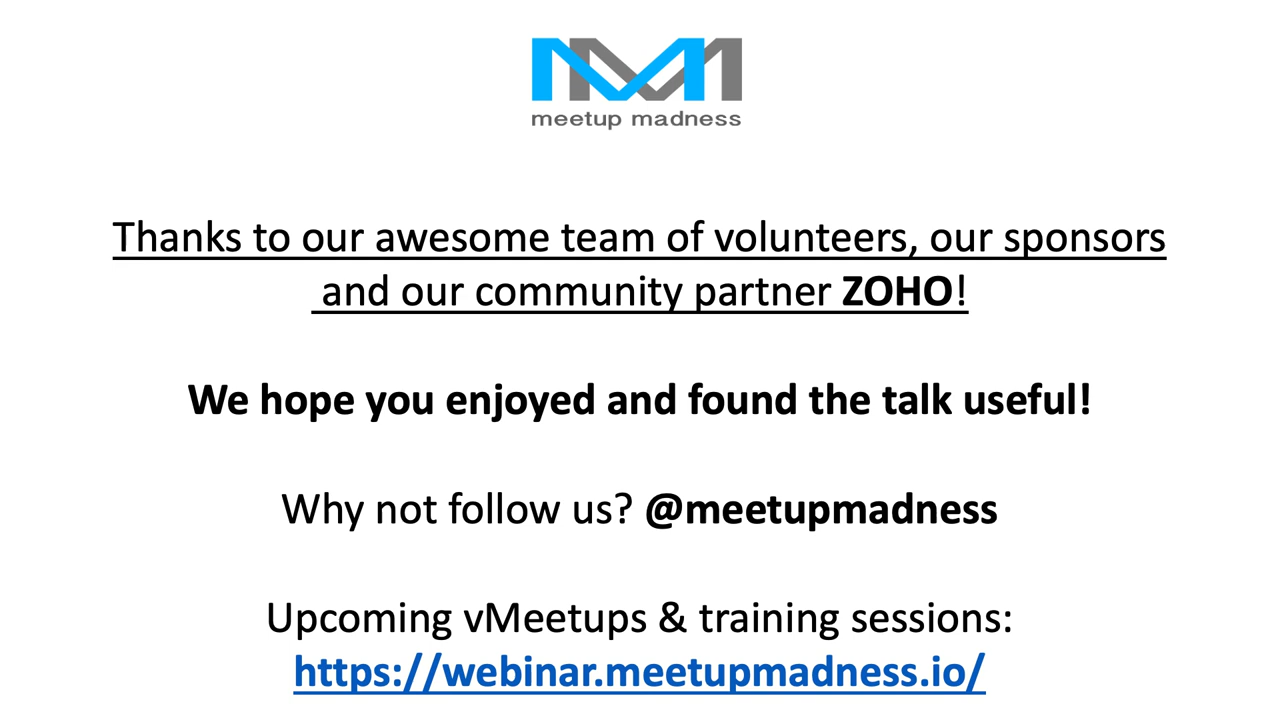 meetup madness
Thanks to our awesome team of volunteers, our sponsors
and our community partner ZOHO!
We hope you enjoyed and found the talk useful!
Why not follow us? @meetupmadness
Upcoming vMeetups & training sessions:
https://webinar.meetupmadness.io/